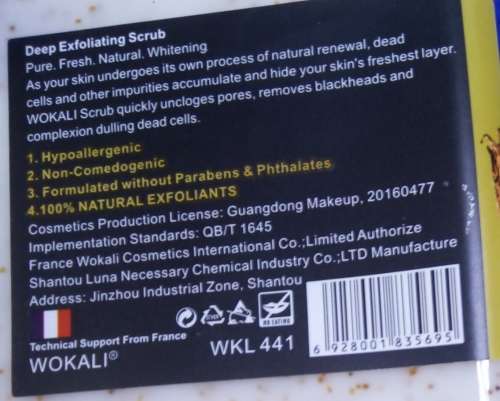 Deep Exfoliating Scrub
Pure. Fresh. Natural. Whitening
As your skin undergoes its own process of natural renewal, dead
cells and other impurities accumulate and hide your skin's freshest layer.
WOKALI Scrub quickly uncloges pores, removes blackheads and
complexion dulling dead cells.
1. Hypoallergenic
2. Non-Comedogenic
3. Formulated without Parabens & Phthalates
4.100% NATURAL EXFOLIANTS
Cosmetics Production License: Guangdong Makeup, 20160477
Implementation Standards: QB/T 1645
France Wokali Cosmetics International Co.;Limited Authorize
Shantou Luna Necessary Chemical Industry Co.;LTD Manufacture
Address: Jinzhou Industrial Zone, Shantou
NO EATING
Technical Support From France
WOKALI®
WKL 441
6 928001 835695